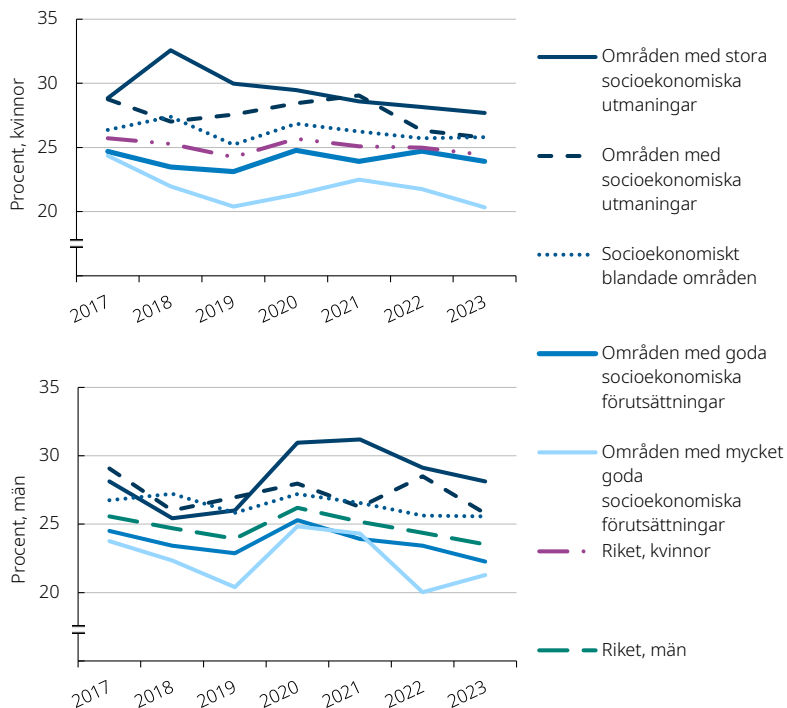 Procent, kvinnor
35
30
25
20
2017
2018
2019
2020
2021
2022
2023
Procent, män
35
30
25
20
2017
2018
2019
2020
2021
2022
2023
Områden med stora
socioekonomiska
utmaningar
Områden med
socioekonomiska
utmaningar
Socioekonomiskt
blandade områden
Områden med goda
socioekonomiska
förutsättningar
Områden med mycket
goda
socioekonomiska
förutsättningar
Riket, kvinnor
Riket, män